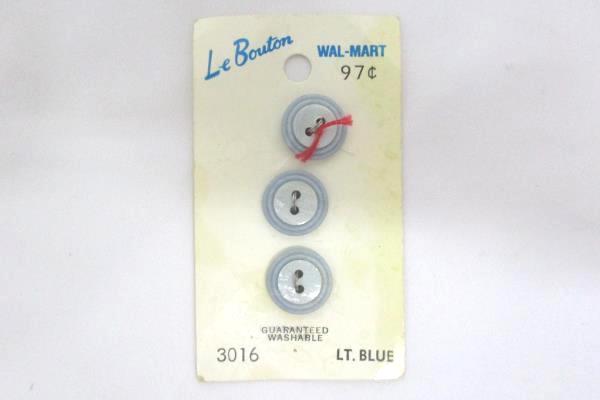 Le Bouton
WAL-MART
97¢
GUARANTEED
WASHABLE
3016
LT. BLUE